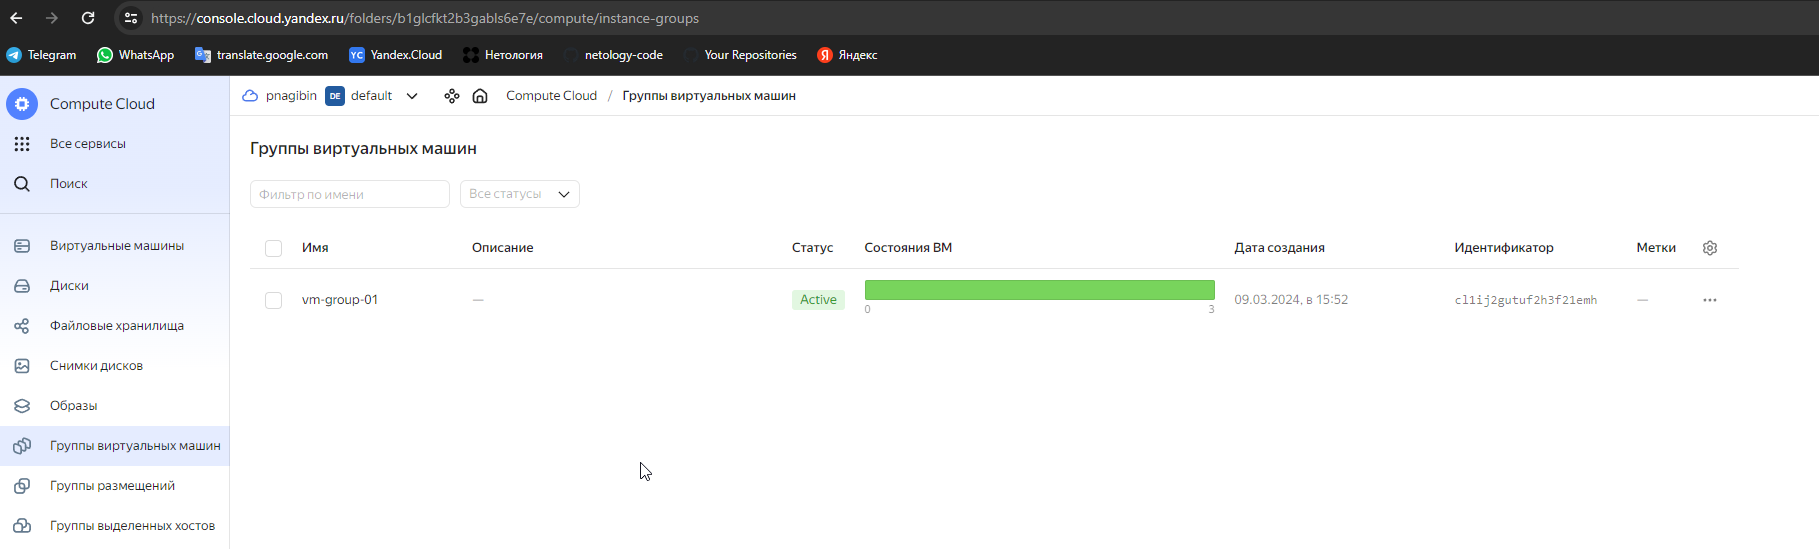 https://console.cloud.yandex.ru/folders/b1glcfkt2b3gabls6e7e/compute/instance-groups
Telegram WhatsApp translate.google.com YC Yandex.Cloud Нетология netology-code Your Repositories Я Яндекс
Compute Cloud
Все сервисы
Поиск
Виртуальные машины
Диски
Файловые хранилища
Снимки дисков
Образы
Группы виртуальных машин
Группы размещений
Группы выделенных хостов
pnagibin DE default Compute Cloud / Группы виртуальных машин
Группы виртуальных машин
Фильтр по имени Все статусы
Имя Описание Статус Состояния ВМ Дата создания Идентификатор Метки
vm-group-01 — Active 09.03.2024, в 15:52 cl1ij2gutuf2h3f21emh — ···
0 3